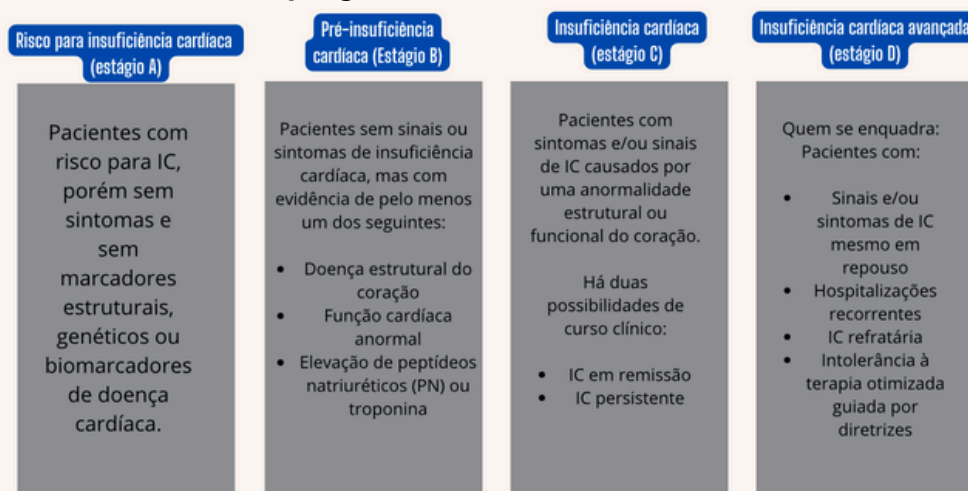 Risco para insuficiência cardíaca
(estágio A)
Pacientes com
risco para IC,
porém sem
sintomas e
sem
marcadores
estruturais,
genéticos ou
biomarcadores
de doença
cardíaca.
Pré-insuficiência
cardíaca (Estágio B)
Pacientes sem sinais ou
sintomas de insuficiência
cardíaca, mas com
evidência de pelo menos
um dos seguintes:
• Doença estrutural do
coração
• Função cardíaca
anormal
• Elevação de peptídeos
natriuréticos (PN) ou
troponina
Insuficiência cardíaca
(estágio C)
Pacientes com
sintomas e/ou sinais
de IC causados por
uma anormalidade
estrutural ou
funcional do coração.
Há duas
possibilidades de
curso clínico:
• IC em remissão
• IC persistente
Insuficiência cardíaca avançada
(estágio D)
Quem se enquadra:
Pacientes com:
• Sinais e/ou
sintomas de IC
mesmo em
repouso
• Hospitalizações
recorrentes
• IC refratária
• Intolerância à
terapia otimizada
guiada por
diretrizes